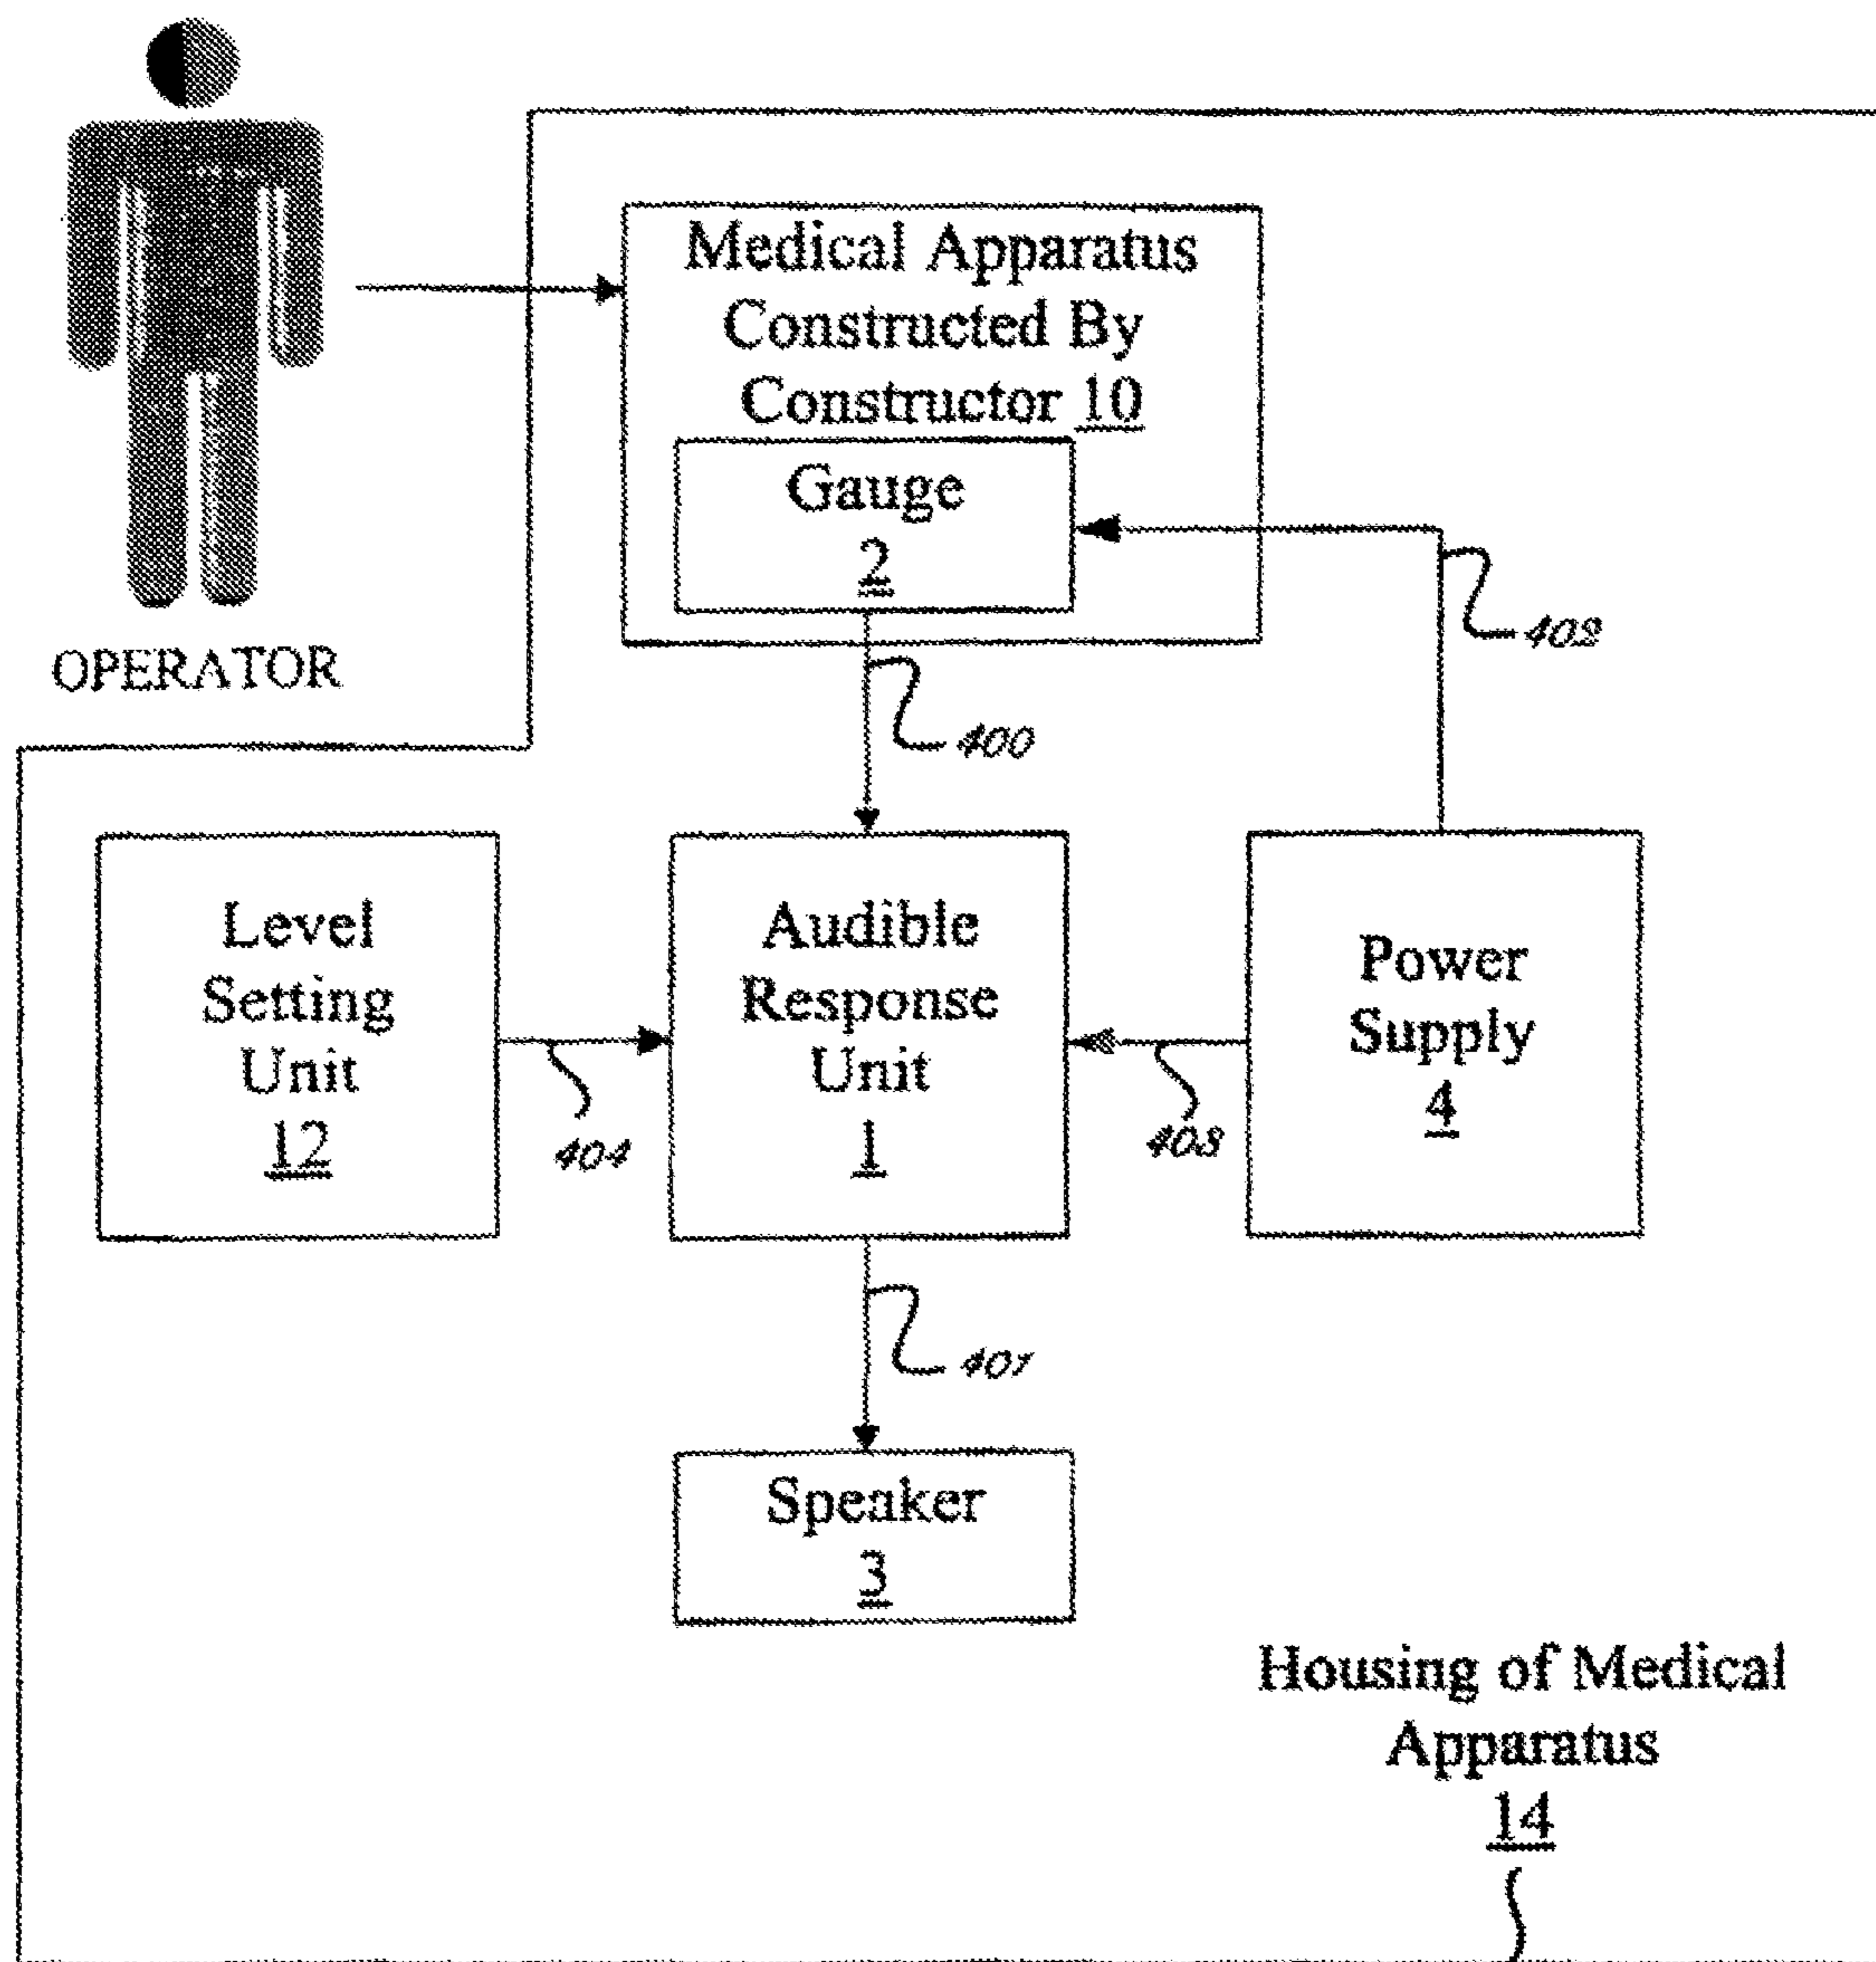 Medical Apparatus
Constructed By
Constructor 10
Gauge
2
402
OPERATOR
400
Level
Setting
Unit
12
404
Audible
Response
Unit
1
403
Power
Supply
4
401
Speaker
3
Housing of Medical
Apparatus
14